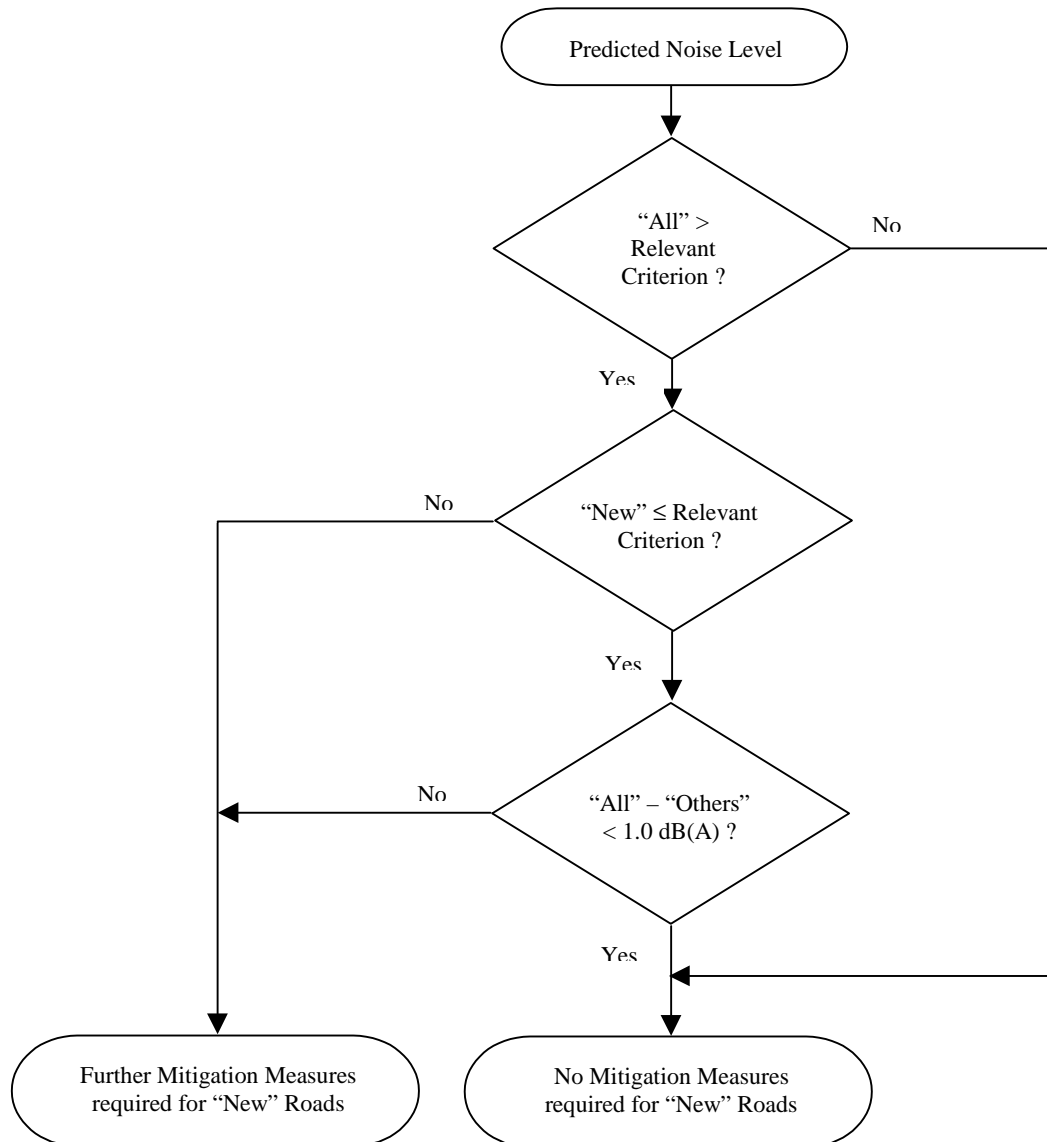 Predicted Noise Level
“All” >
Relevant
Criterion ?
No
Yes
“New” ≤ Relevant
Criterion ?
No
Yes
“All” – “Others”
< 1.0 dB(A) ?
No
Yes
Further Mitigation Measures
required for “New” Roads
No Mitigation Measures
required for “New” Roads